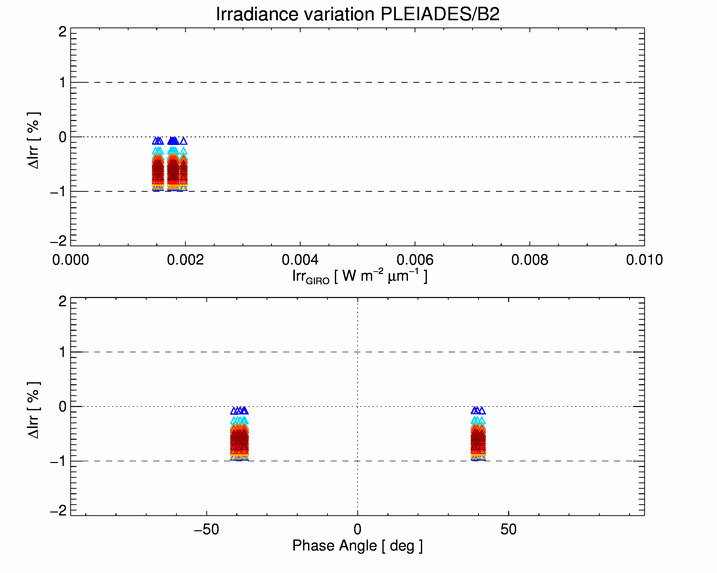 Irradiance variation PLEIADES/B2
2
1
0
−1
−2
ΔIrr [ % ]
0.000 0.002 0.004 0.006 0.008 0.010
Irr_GIRO [ W m⁻² μm⁻¹ ]
2
1
0
−1
−2
ΔIrr [ % ]
−50 0 50
Phase Angle [ deg ]